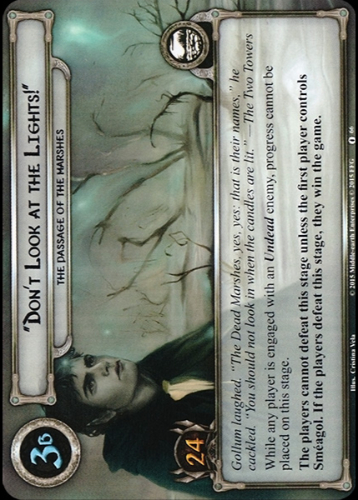 3B
"Don't Look at the Lights!"
The Passage of the Marshes
24
Gollum laughed. "The Dead Marshes, yes, yes: that is their names," he
cackled. "You should not look in when the candles are lit." —The Two Towers
While any player is engaged with an Undead enemy, progress cannot be
placed on this stage.
The players cannot defeat this stage unless the first player controls
Sméagol. If the players defeat this stage, they win the game.
Illus. Cristina Vela © 2015 Middle-earth Enterprises © 2015 FFG 66